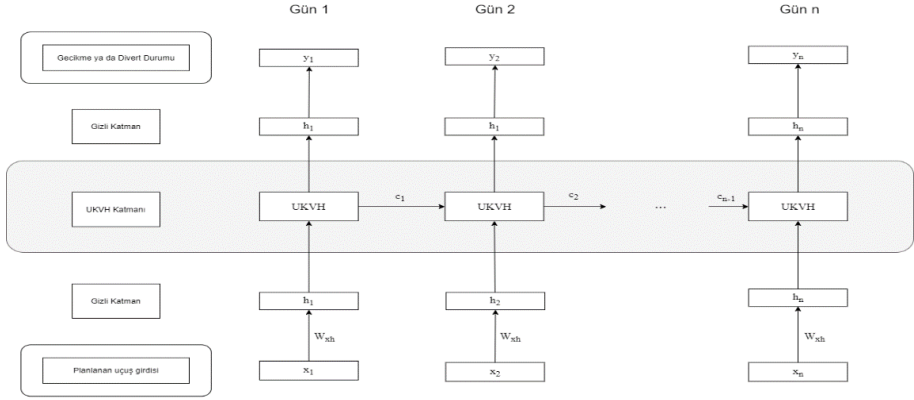 Gün 1 Gün 2 Gün n
Gecikme ya da Divert Durumu y₁ y₂ yₙ
Gizli Katman h₁ h₁ hₙ
UKVH Katmanı UKVH c₁ UKVH c₂ ... cₙ₋₁ UKVH
Gizli Katman h₁ h₂ hₙ
Wₓₕ Wₓₕ Wₓₕ
Planlanan uçuş girdisi x₁ x₂ xₙ